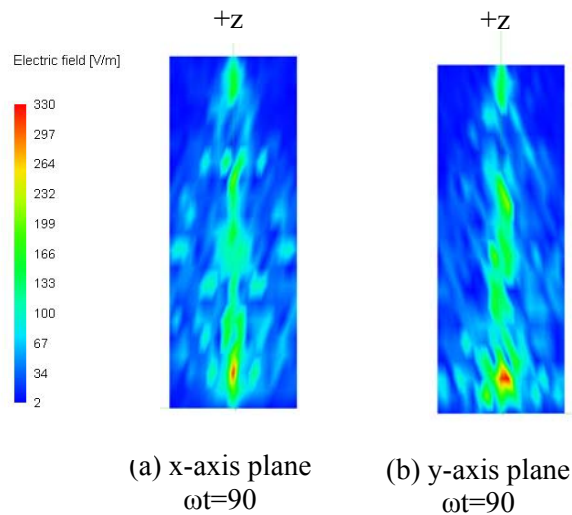 +z
+z
Electric field [V/m]
330
297
264
232
199
166
133
100
67
34
2
(a) x-axis plane
ωt=90
(b) y-axis plane
ωt=90